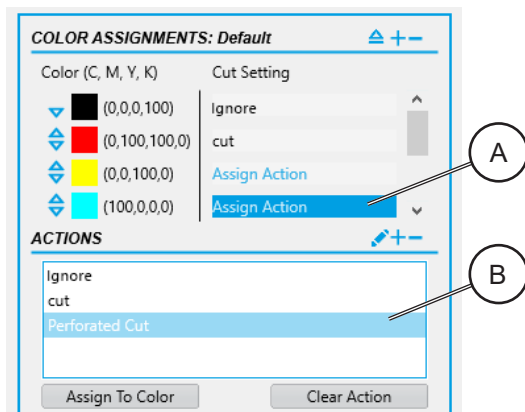 COLOR ASSIGNMENTS: Default
Color (C, M, Y, K) Cut Setting
(0,0,0,100) Ignore
(0,100,100,0) cut
(0,0,100,0) Assign Action
(100,0,0,0) Assign Action
A
ACTIONS
Ignore
cut
Perforated Cut
B
Assign To Color Clear Action